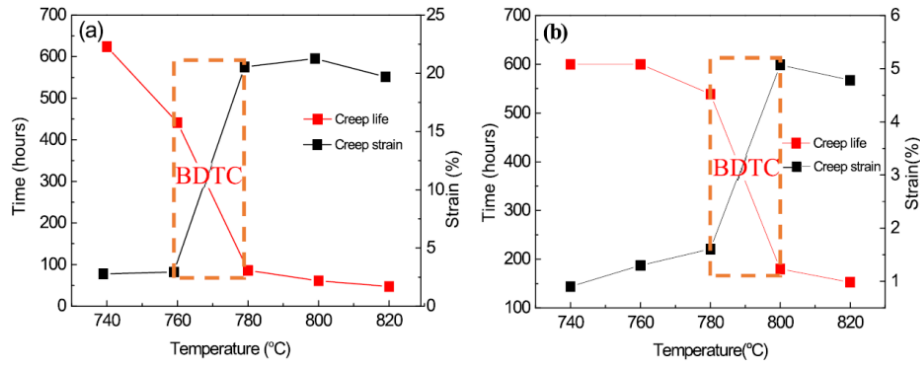 (a)
700
600
500
400
300
200
100
0
Time (hours)
25
20
15
10
5
0
Strain (%)
Creep life
Creep strain
BDTC
740 760 780 800 820
Temperature (°C)
(b)
700
600
500
400
300
200
100
Time (hours)
6
5
4
3
2
1
Strain(%)
Creep life
Creep strain
BDTC
740 760 780 800 820
Temperature(°C)